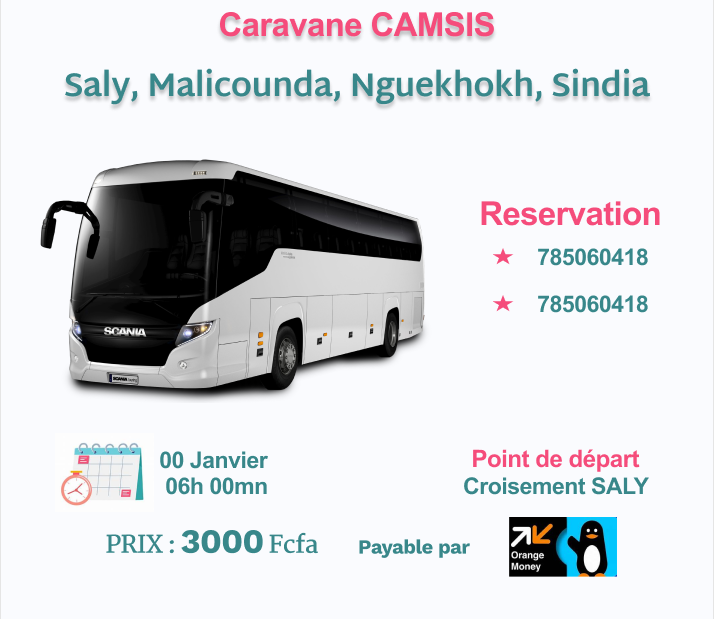 Caravane CAMSIS
Saly, Malicounda, Nguekhokh, Sindia
Reservation
★ 785060418
★ 785060418
SCANIA
00 Janvier
06h 00mn
Point de départ
Croisement SALY
PRIX : 3000 Fcfa
Payable par
Orange
Money